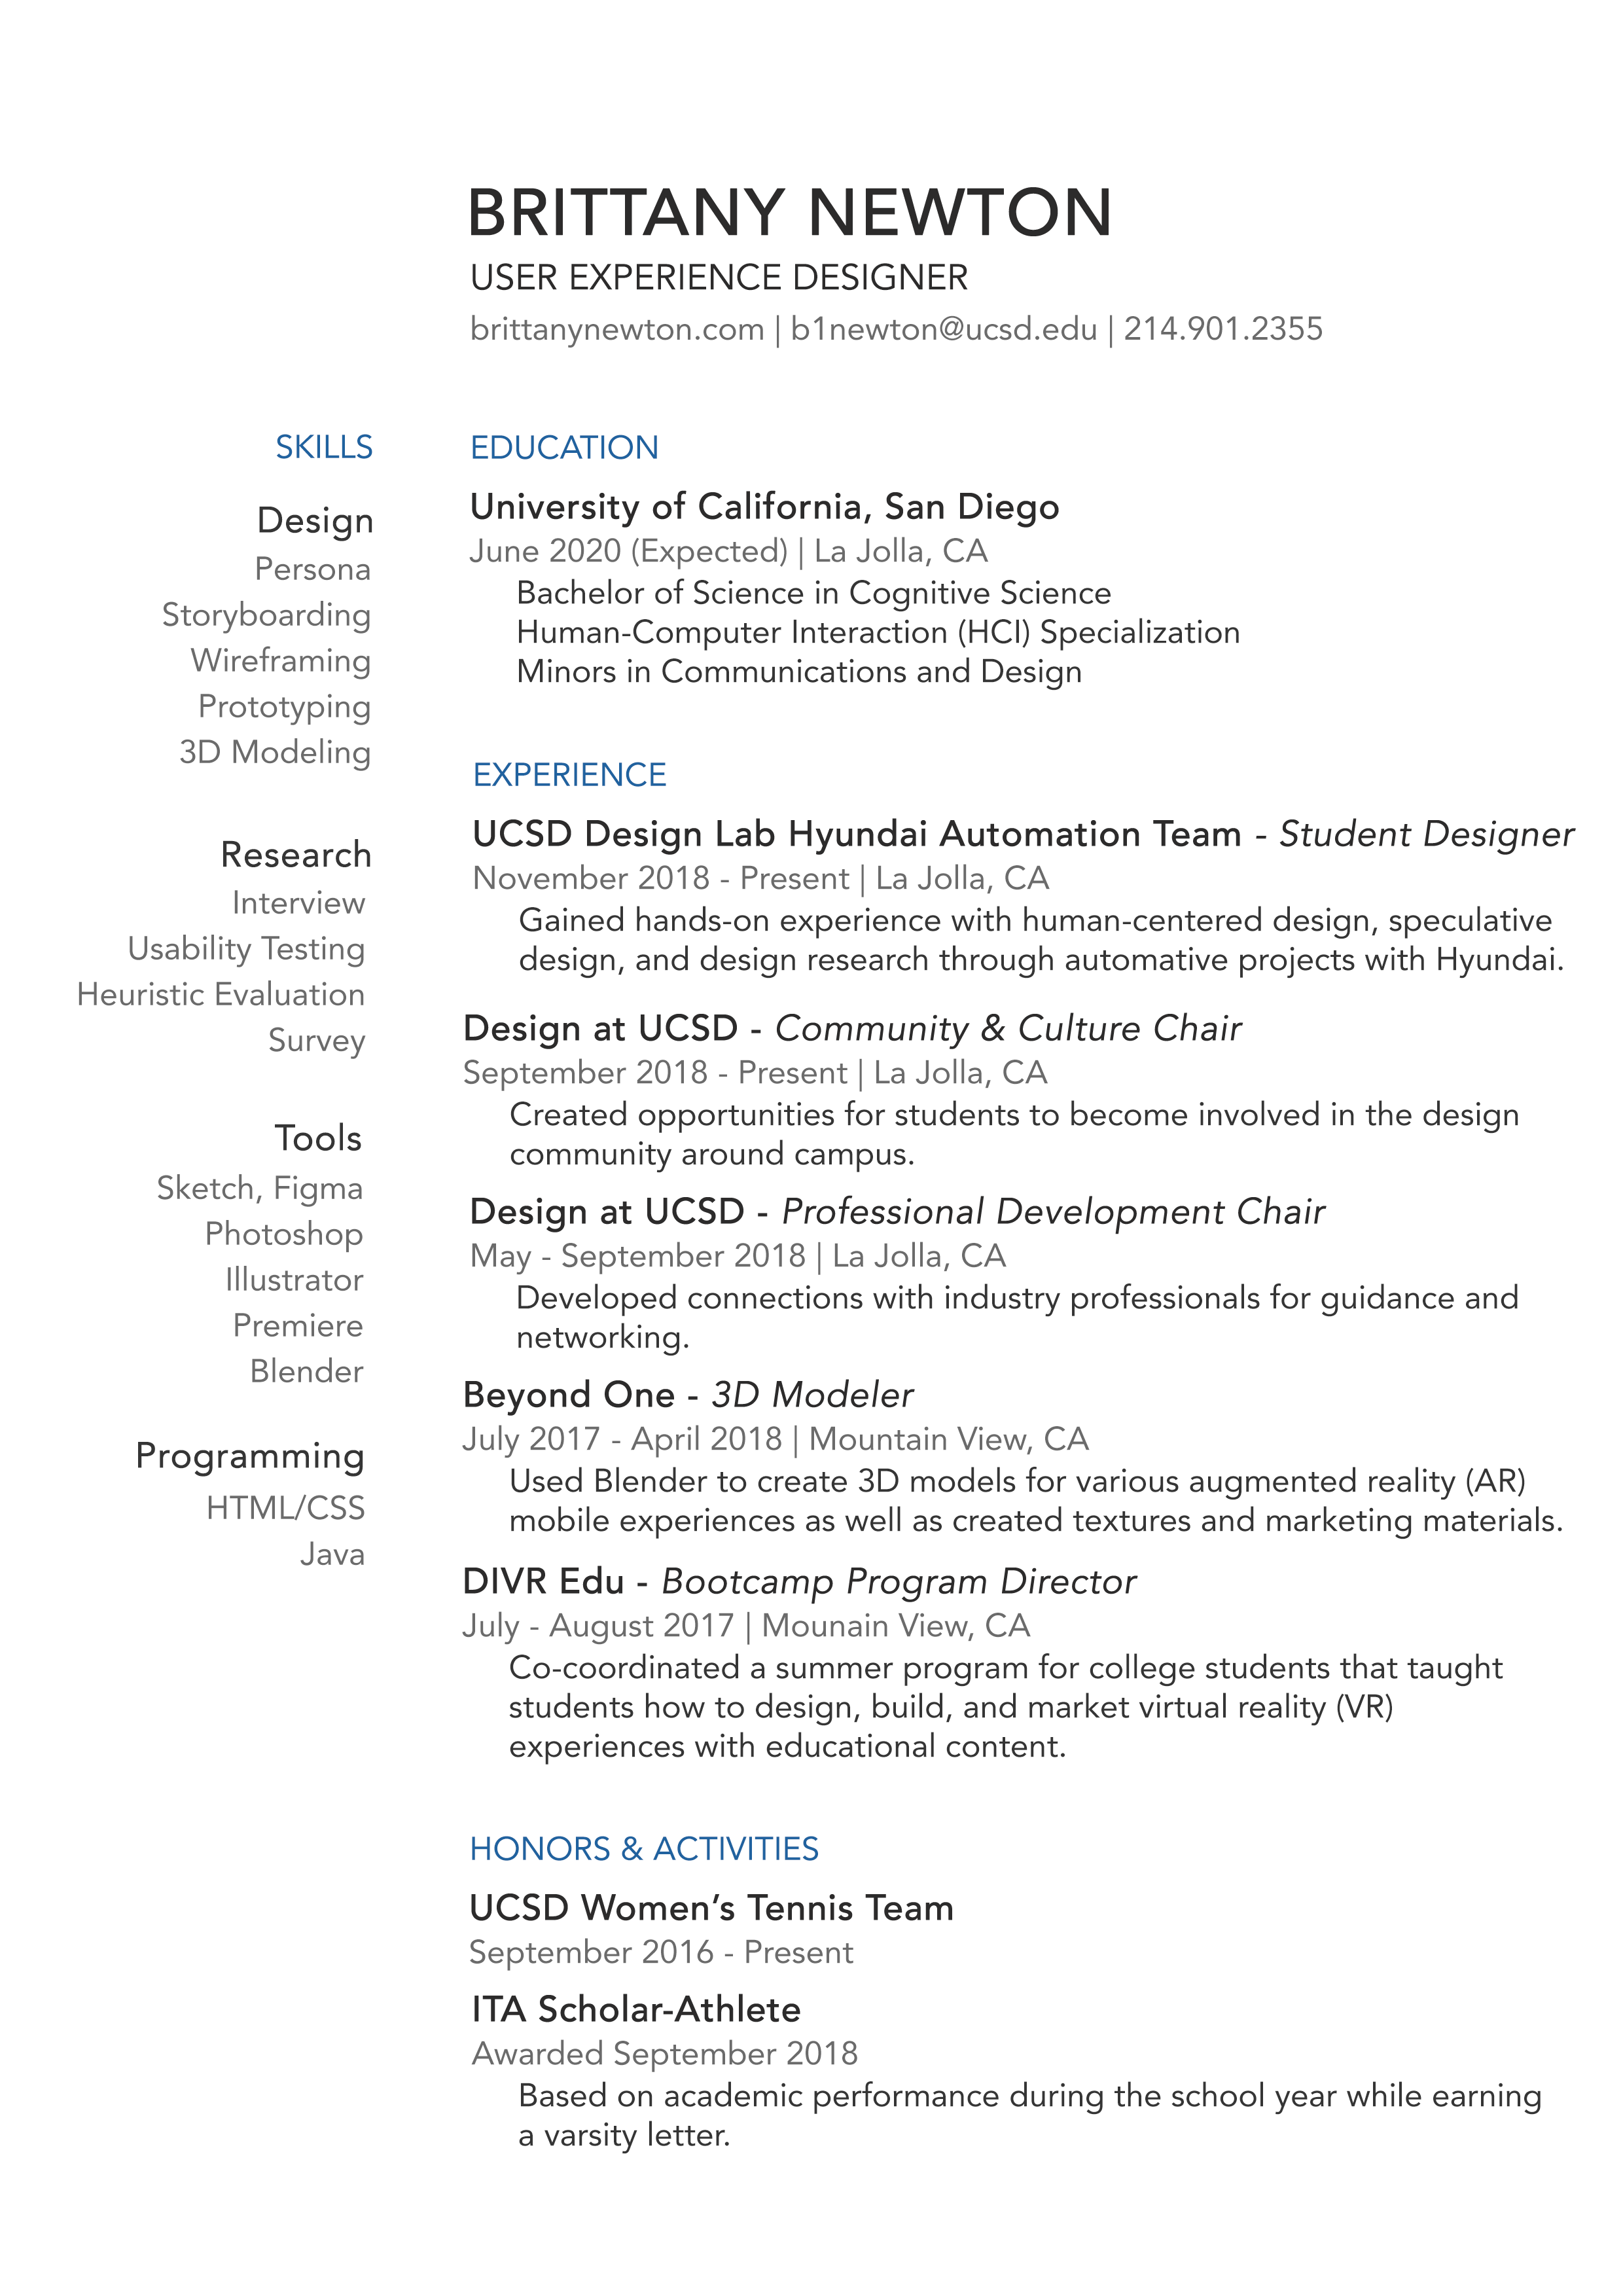 BRITTANY NEWTON
USER EXPERIENCE DESIGNER
brittanynewton.com | b1newton@ucsd.edu | 214.901.2355
SKILLS
Design
Persona
Storyboarding
Wireframing
Prototyping
3D Modeling
Research
Interview
Usability Testing
Heuristic Evaluation
Survey
Tools
Sketch, Figma
Photoshop
Illustrator
Premiere
Blender
Programming
HTML/CSS
Java
EDUCATION
University of California, San Diego
June 2020 (Expected) | La Jolla, CA
Bachelor of Science in Cognitive Science
Human-Computer Interaction (HCI) Specialization
Minors in Communications and Design
EXPERIENCE
UCSD Design Lab Hyundai Automation Team - Student Designer
November 2018 - Present | La Jolla, CA
Gained hands-on experience with human-centered design, speculative
design, and design research through automative projects with Hyundai.
Design at UCSD - Community & Culture Chair
September 2018 - Present | La Jolla, CA
Created opportunities for students to become involved in the design
community around campus.
Design at UCSD - Professional Development Chair
May - September 2018 | La Jolla, CA
Developed connections with industry professionals for guidance and
networking.
Beyond One - 3D Modeler
July 2017 - April 2018 | Mountain View, CA
Used Blender to create 3D models for various augmented reality (AR)
mobile experiences as well as created textures and marketing materials.
DIVR Edu - Bootcamp Program Director
July - August 2017 | Mounain View, CA
Co-coordinated a summer program for college students that taught
students how to design, build, and market virtual reality (VR)
experiences with educational content.
HONORS & ACTIVITIES
UCSD Women’s Tennis Team
September 2016 - Present
ITA Scholar-Athlete
Awarded September 2018
Based on academic performance during the school year while earning
a varsity letter.